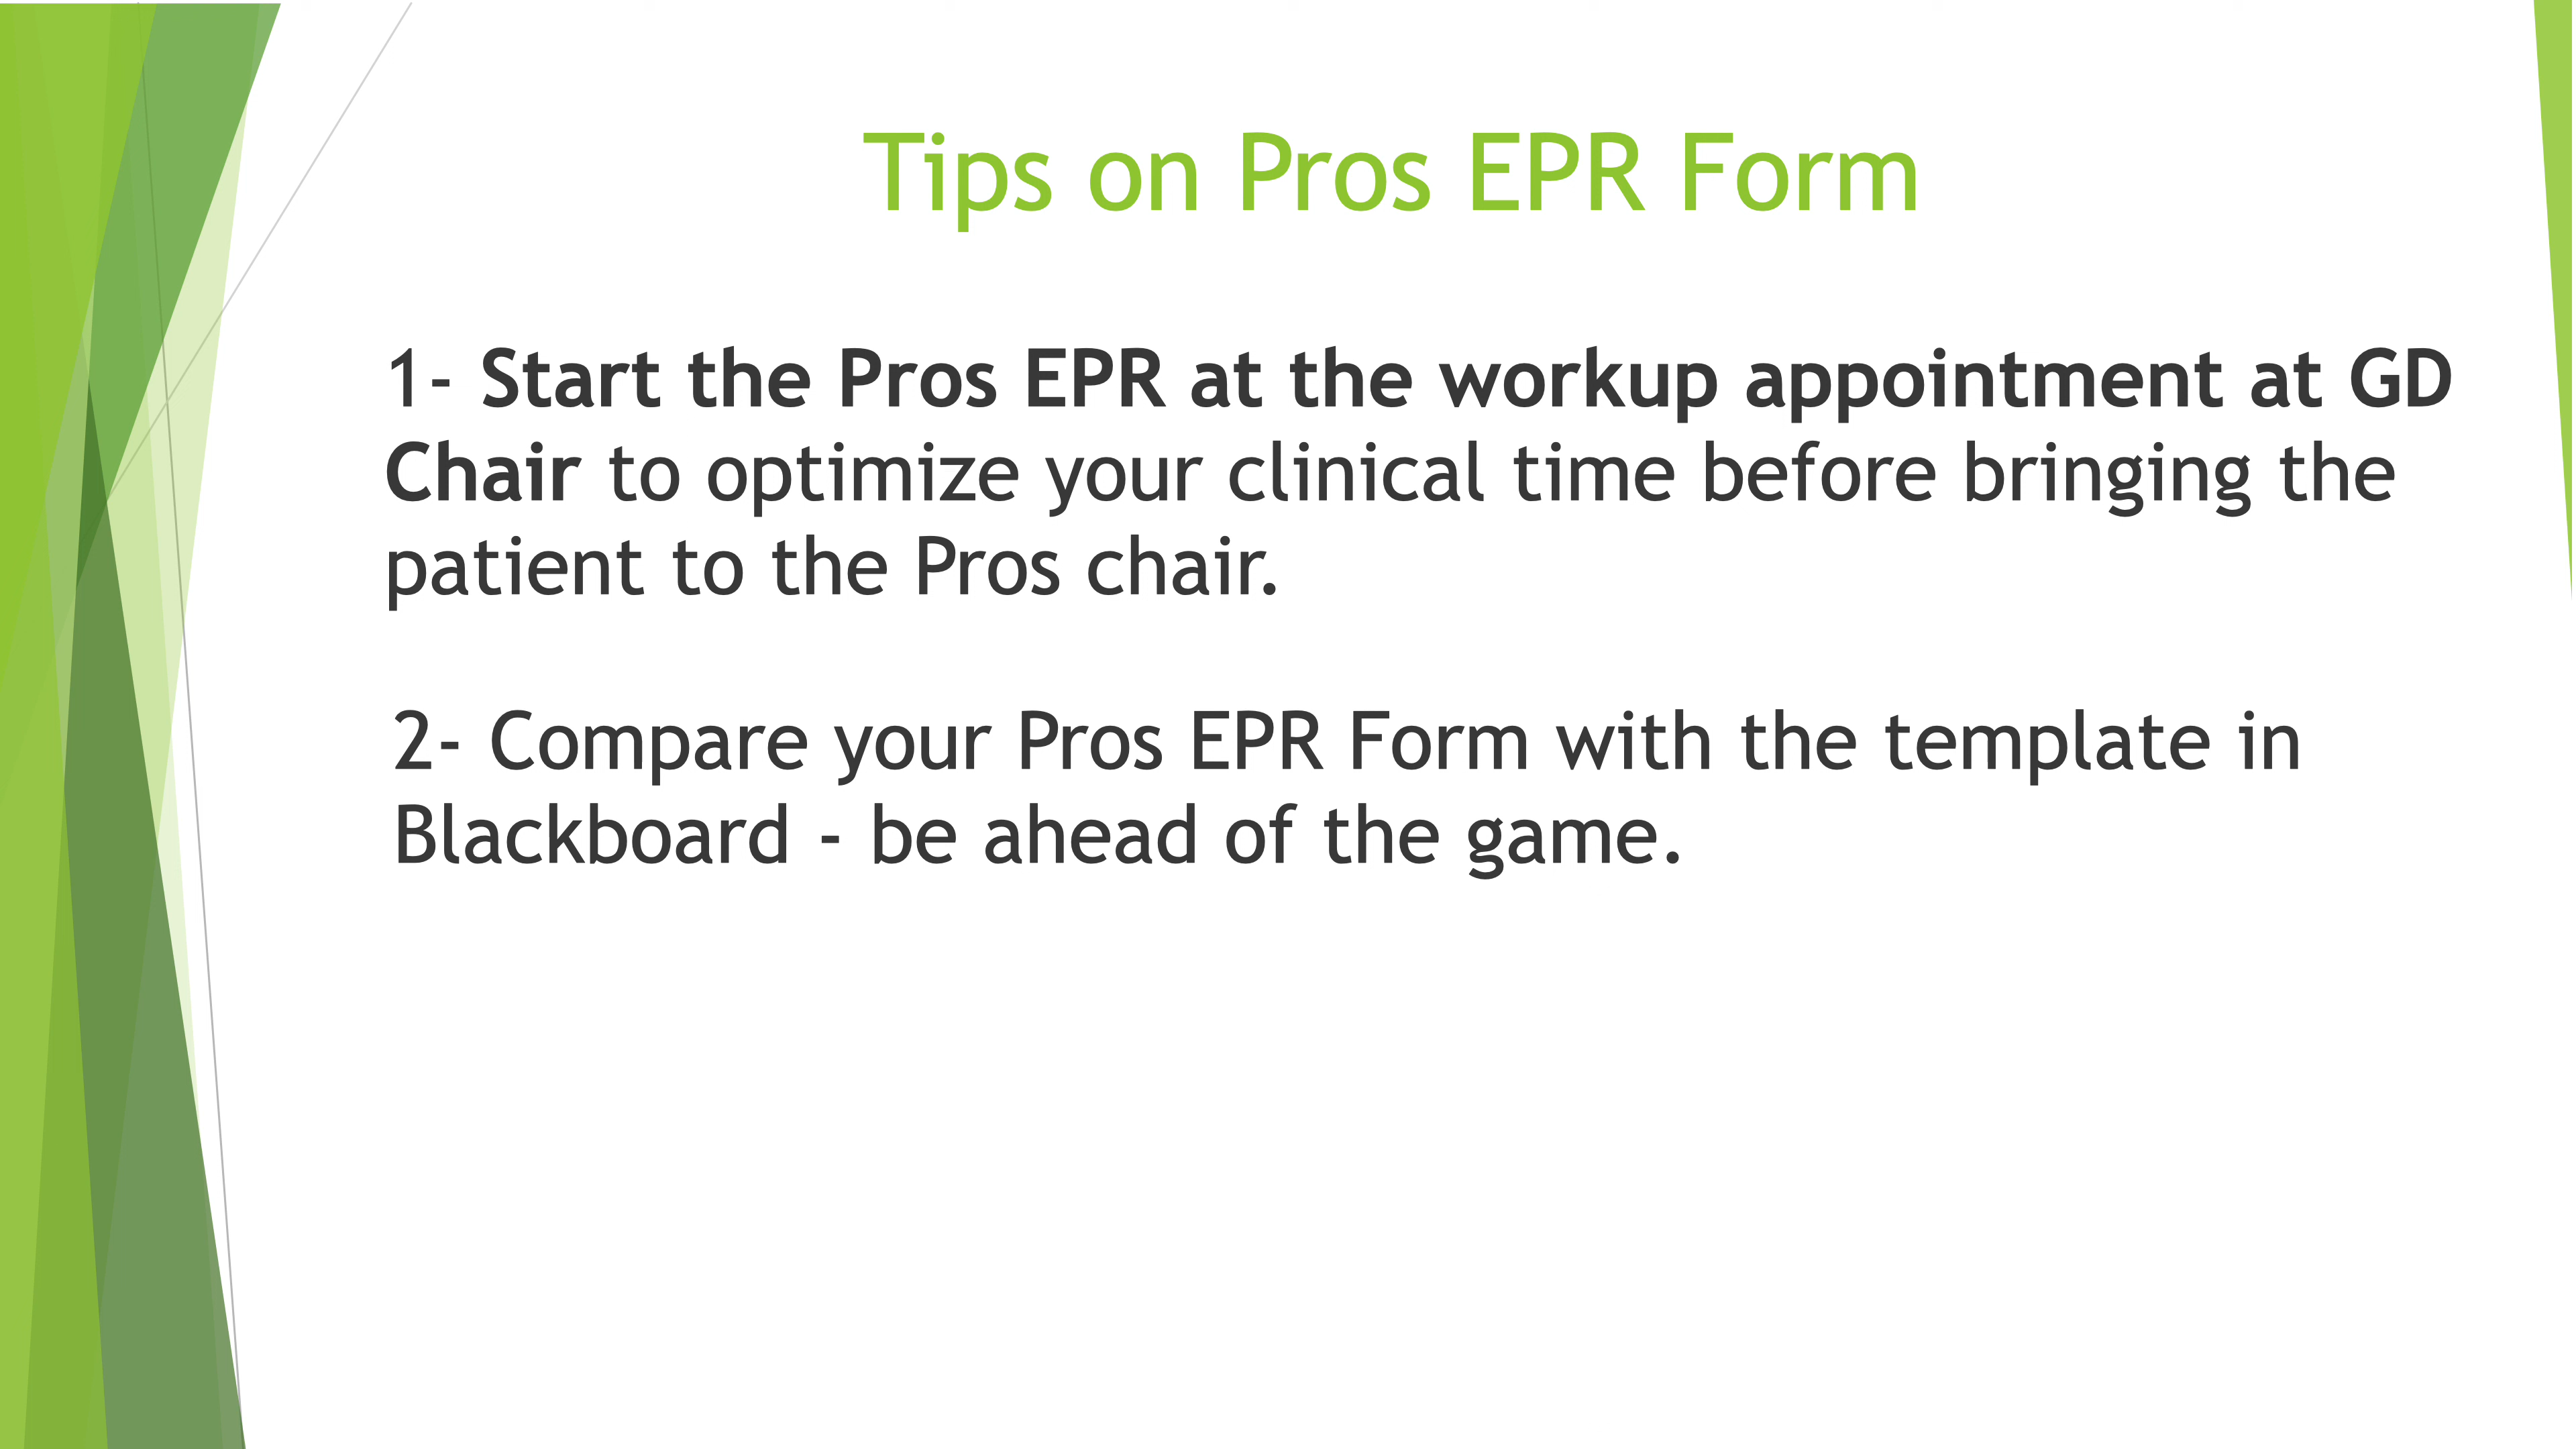 Tips on Pros EPR Form
1- Start the Pros EPR at the workup appointment at GD
Chair to optimize your clinical time before bringing the
patient to the Pros chair.
2- Compare your Pros EPR Form with the template in
Blackboard - be ahead of the game.